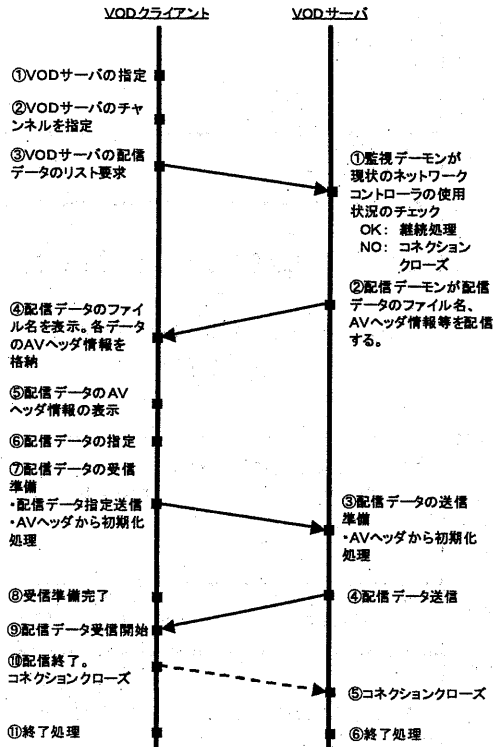 VODクライアント
VODサーバ
①VODサーバの指定
②VODサーバのチャ
ンネルを指定
③VODサーバの配信
データのリスト要求
①監視デーモンが
現状のネットワーク
コントローラの使用
状況のチェック
OK: 継続処理
NO: コネクション
クローズ
②配信デーモンが配信
データのファイル名、
AVヘッダ情報等を配信
する。
④配信データのファイ
ル名を表示。各データ
のAVヘッダ情報を
格納
⑤配信データのAV
ヘッダ情報の表示
⑥配信データの指定
⑦配信データの受信
準備
・配信データ指定送信
・AVヘッダから初期化
処理
③配信データの送信
準備
・AVヘッダから初期化
処理
⑧受信準備完了
④配信データ送信
⑨配信データ受信開始
⑩配信終了。
コネクションクローズ
⑤コネクションクローズ
⑪終了処理
⑥終了処理